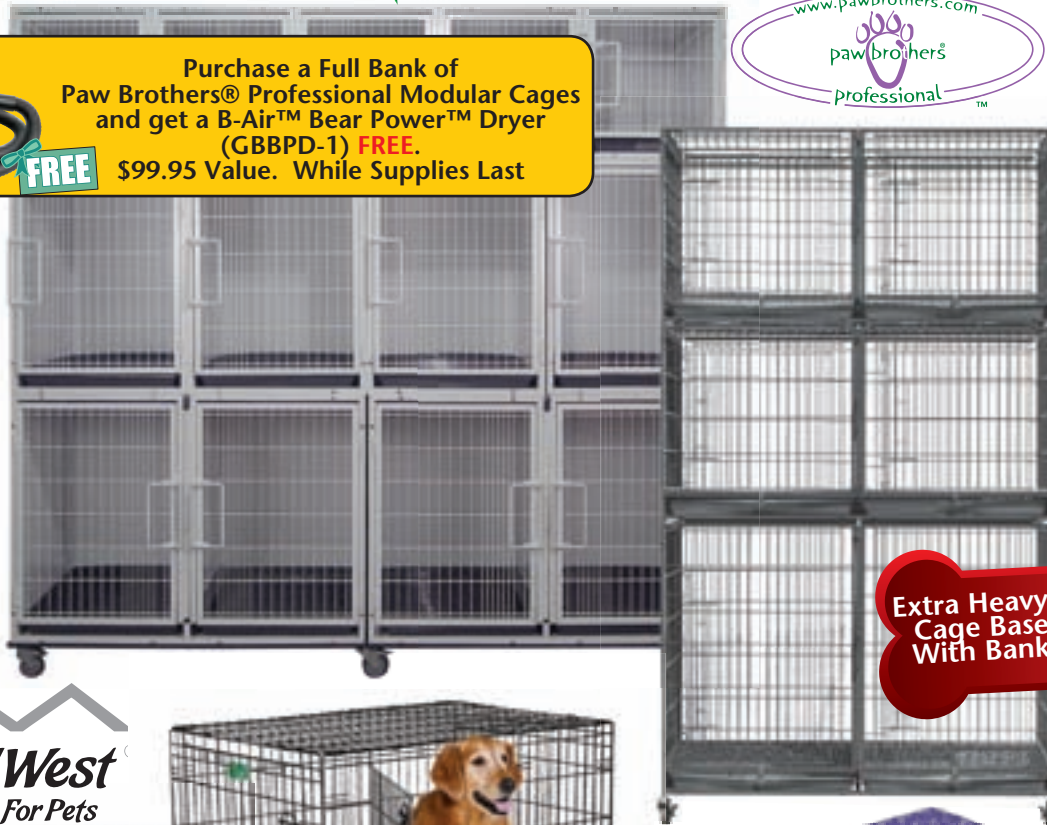 www.pawbrothers.com
paw brothers®
professional
™
Purchase a Full Bank of
Paw Brothers® Professional Modular Cages
and get a B-Air™ Bear Power™ Dryer
(GBBPD-1) FREE.
$99.95 Value. While Supplies Last
FREE
Extra Heavy
Cage Base
With Bank
West
For Pets